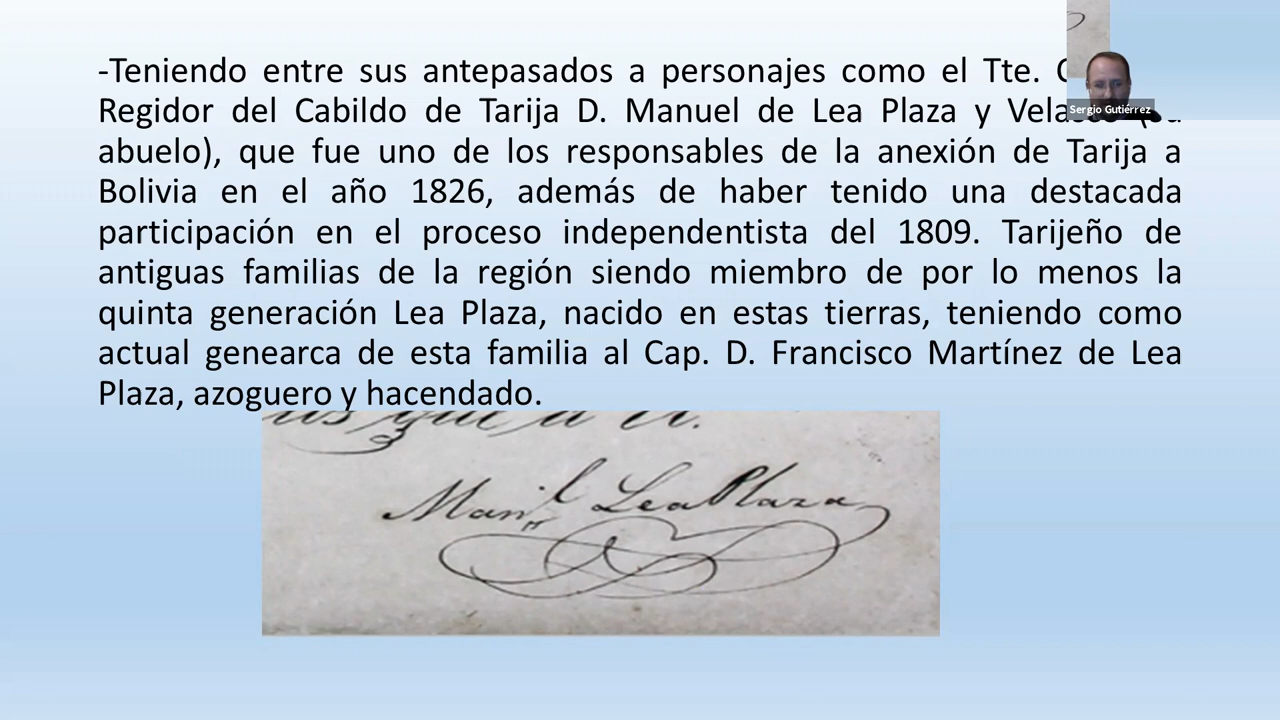 -Teniendo entre sus antepasados a personajes como el Tte.
Regidor del Cabildo de Tarija D. Manuel de Lea Plaza y
abuelo), que fue uno de los responsables de la anexión de Tarija a
Bolivia en el año 1826, además de haber tenido una destacada
participación en el proceso independentista del 1809. Tarijeño de
antiguas familias de la región siendo miembro de por lo menos la
quinta generación Lea Plaza, nacido en estas tierras, teniendo como
actual genearca de esta familia al Cap. D. Francisco Martínez de Lea
Plaza, azoguero y hacendado.
Sergio Gutiérrez
Man.l Lea Plaza